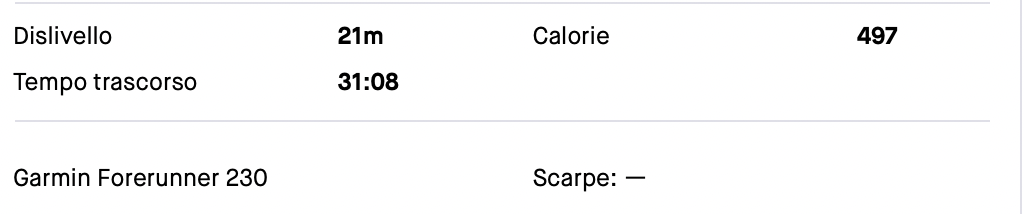 Dislivello 21m Calorie 497
Tempo trascorso 31:08
Garmin Forerunner 230 Scarpe: —